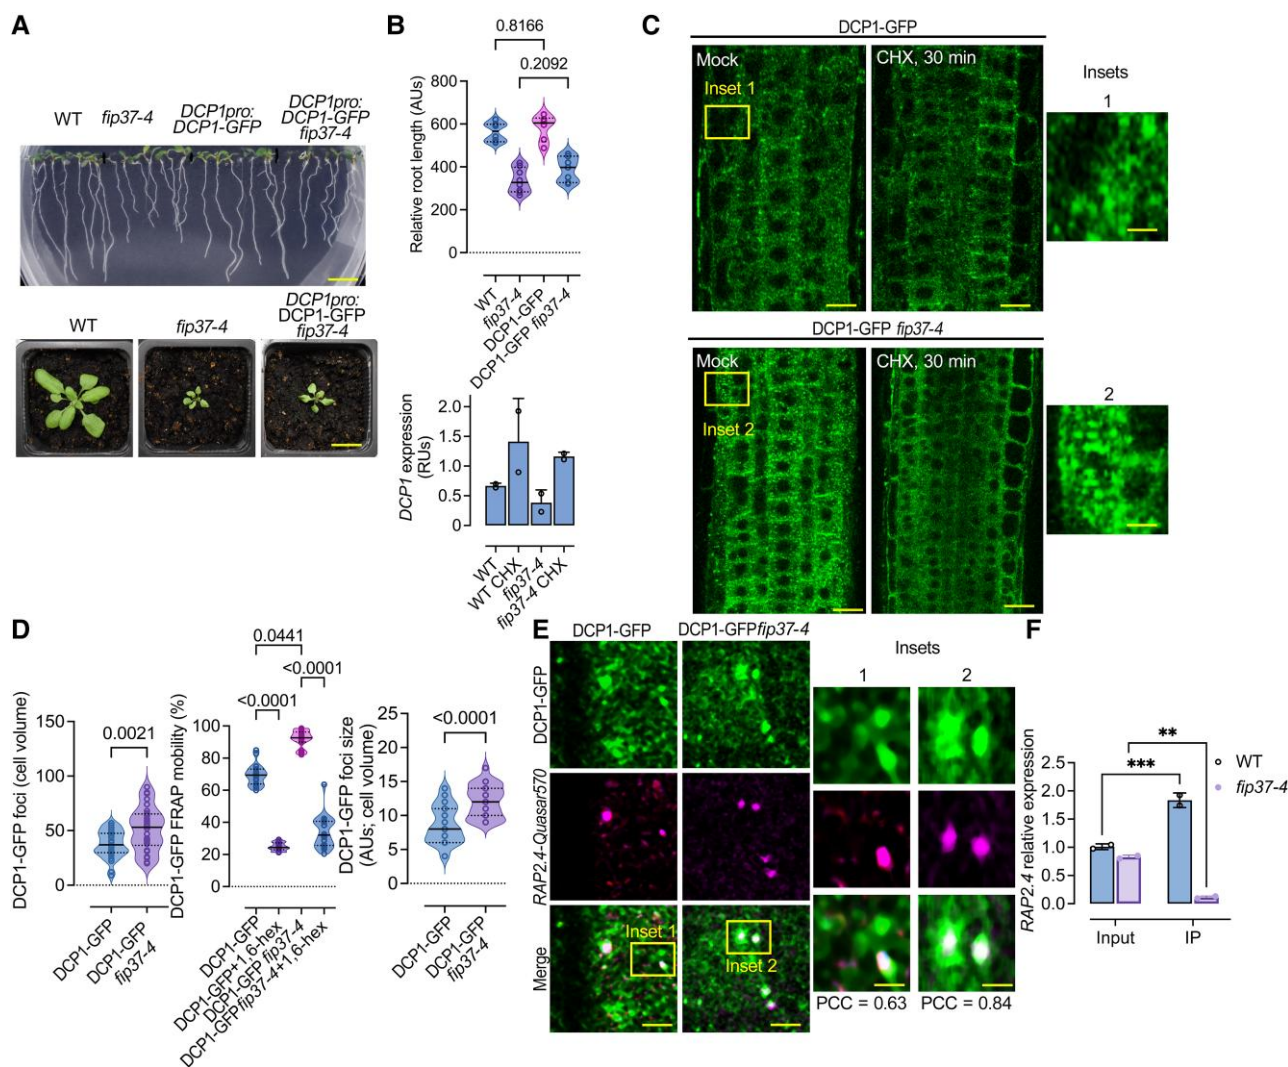 A
WT
fip37-4
DCP1pro:
DCP1-GFP
DCP1pro:
DCP1-GFP
fip37-4
WT
fip37-4
DCP1pro:
DCP1-GFP
fip37-4
B
0.8166
0.2092
Relative root length (AUs)
800
600
400
200
0
WT
fip37-4
DCP1-GFP
DCP1-GFP fip37-4
DCP1 expression
(RUs)
2.0
1.5
1.0
0.5
0
WT
WT CHX
fip37-4
fip37-4 CHX
C
DCP1-GFP
Mock
Inset 1
CHX, 30 min
Insets
1
DCP1-GFP fip37-4
Mock
Inset 2
CHX, 30 min
2
D
DCP1-GFP foci (cell volume)
150
100
50
0
0.0021
DCP1-GFP
DCP1-GFP
fip37-4
DCP1-GFP FRAP mobility (%)
0.0441
<0.0001
<0.0001
100
80
60
40
20
0
DCP1-GFP
DCP1-GFP+1,6-hex
DCP1-GFP fip37-4
DCP1-GFPfip37-4+1,6-hex
DCP1-GFP foci size
(AUs; cell volume)
25
20
15
10
5
0
<0.0001
DCP1-GFP
DCP1-GFP
fip37-4
E
DCP1-GFP
DCP1-GFPfip37-4
Insets
1
2
DCP1-GFP
RAP2.4-Quasar570
Merge
Inset 1
Inset 2
PCC = 0.63
PCC = 0.84
F
RAP2.4 relative expression
2.5
2.0
1.5
1.0
0.5
0
**
***
WT
fip37-4
Input
IP